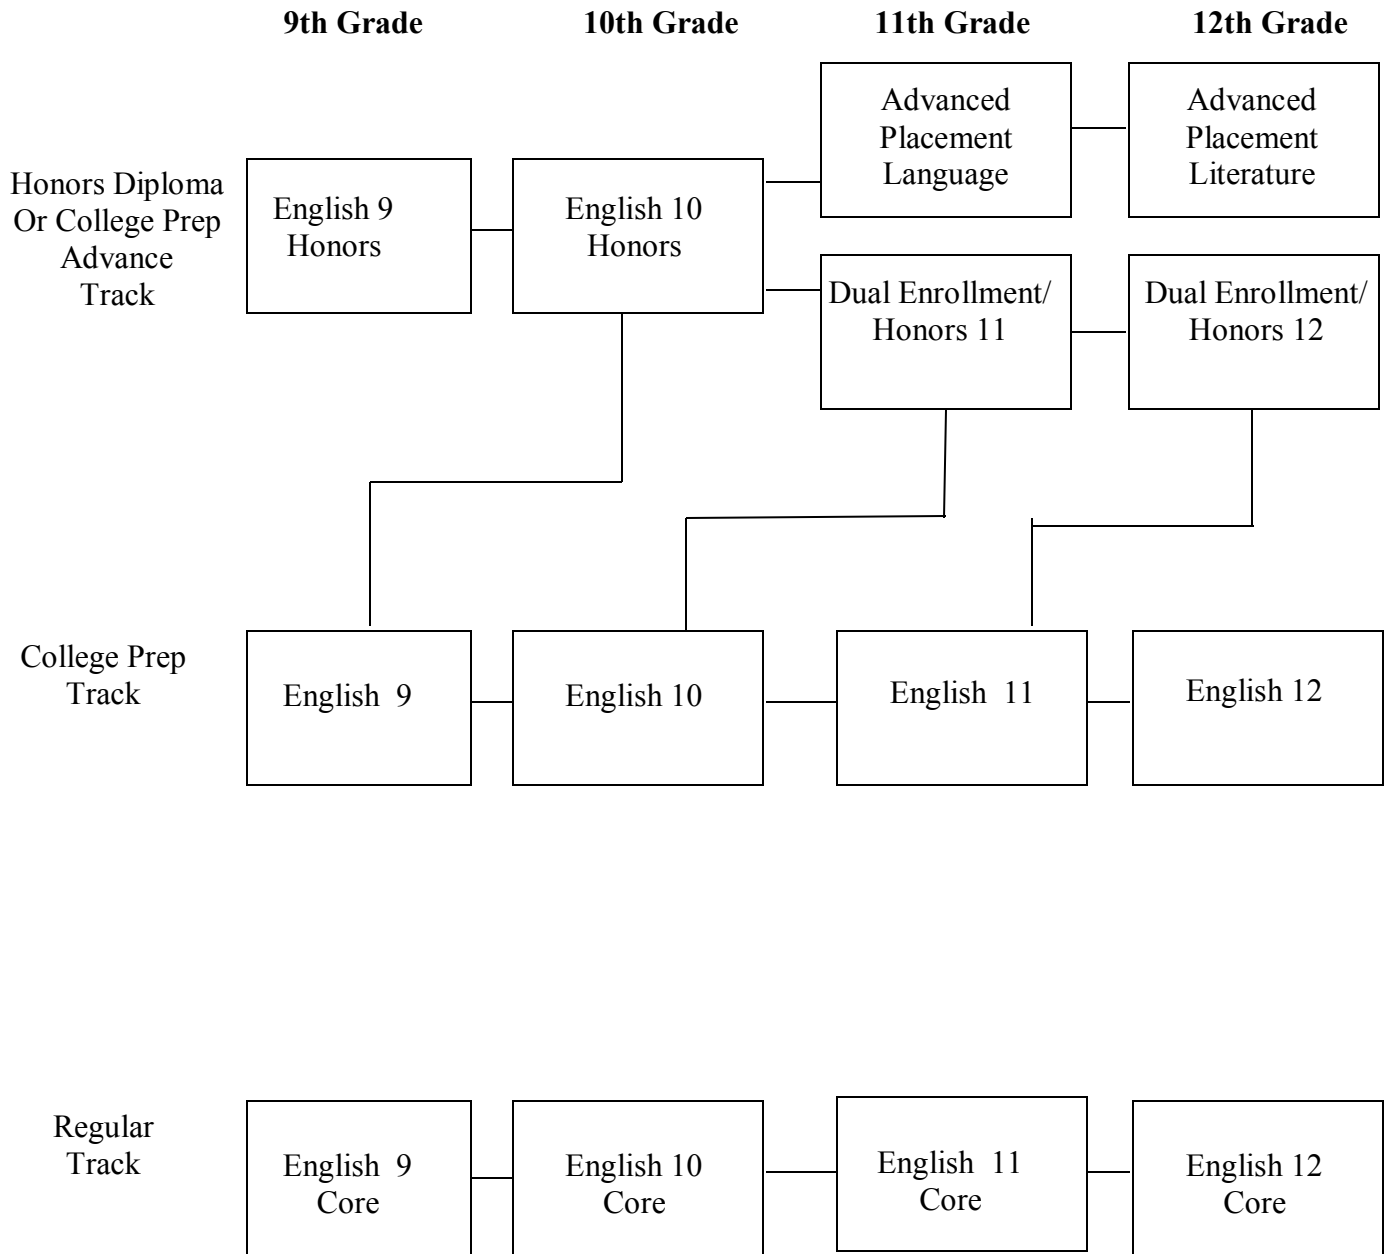 9th Grade
10th Grade
11th Grade
12th Grade
Honors Diploma
Or College Prep
Advance
Track
English 9
Honors
English 10
Honors
Advanced
Placement
Language
Advanced
Placement
Literature
Dual Enrollment/
Honors 11
Dual Enrollment/
Honors 12
College Prep
Track
English 9
English 10
English 11
English 12
Regular
Track
English 9
Core
English 10
Core
English 11
Core
English 12
Core